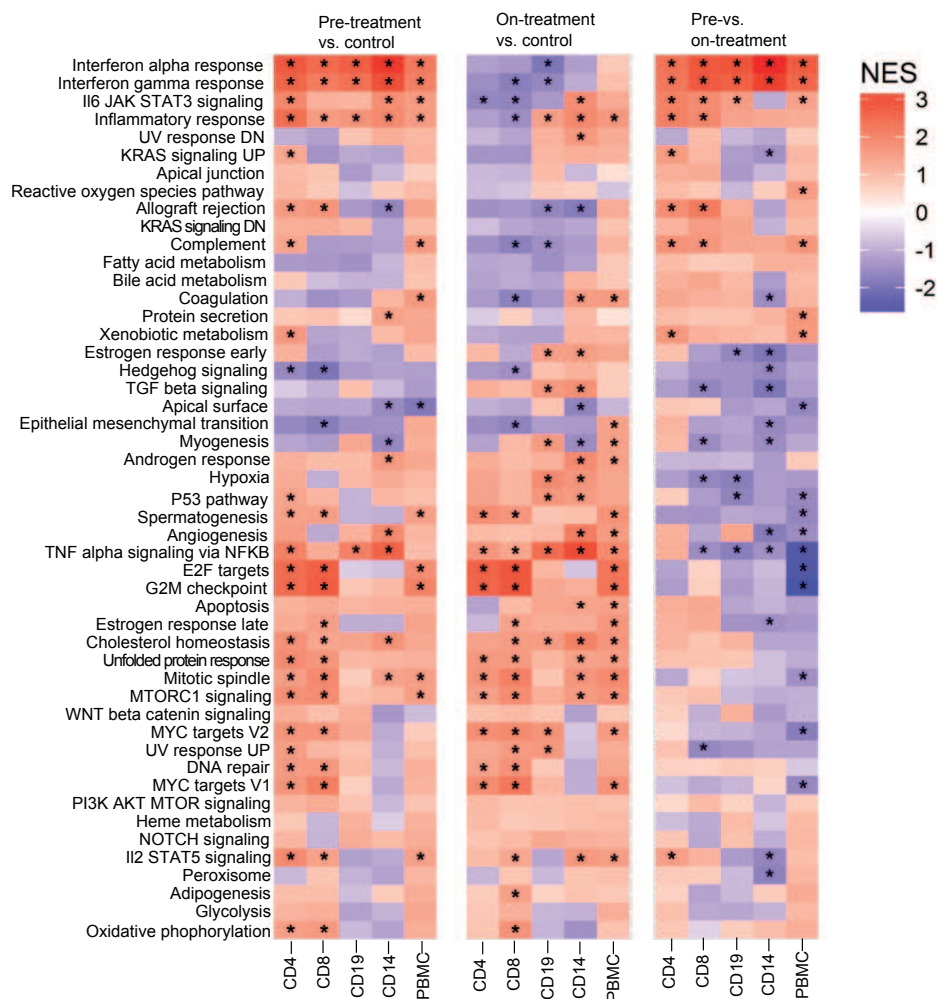 Pre-treatment
vs. control
On-treatment
vs. control
Pre-vs.
on-treatment
Interferon alpha response
Interferon gamma response
Il6 JAK STAT3 signaling
Inflammatory response
UV response DN
KRAS signaling UP
Apical junction
Reactive oxygen species pathway
Allograft rejection
KRAS signaling DN
Complement
Fatty acid metabolism
Bile acid metabolism
Coagulation
Protein secretion
Xenobiotic metabolism
Estrogen response early
Hedgehog signaling
TGF beta signaling
Apical surface
Epithelial mesenchymal transition
Myogenesis
Androgen response
Hypoxia
P53 pathway
Spermatogenesis
Angiogenesis
TNF alpha signaling via NFKB
E2F targets
G2M checkpoint
Apoptosis
Estrogen response late
Cholesterol homeostasis
Unfolded protein response
Mitotic spindle
MTORC1 signaling
WNT beta catenin signaling
MYC targets V2
UV response UP
DNA repair
MYC targets V1
PI3K AKT MTOR signaling
Heme metabolism
NOTCH signaling
Il2 STAT5 signaling
Peroxisome
Adipogenesis
Glycolysis
Oxidative phophorylation
CD4 CD8 CD19 CD14 PBMC
CD4 CD8 CD19 CD14 PBMC
CD4 CD8 CD19 CD14 PBMC
NES
3
2
1
0
-1
-2